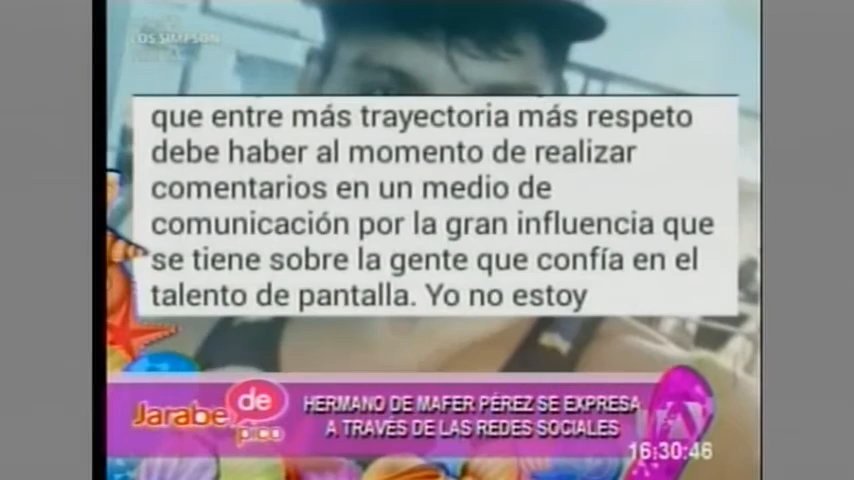 LOS SIMPSON
que entre más trayectoria más respeto
debe haber al momento de realizar
comentarios en un medio de
comunicación por la gran influencia que
se tiene sobre la gente que confía en el
talento de pantalla. Yo no estoy
Jarabe de pico
HERMANO DE MAFER PÉREZ SE EXPRESA
A TRAVÉS DE LAS REDES SOCIALES
16:30:46